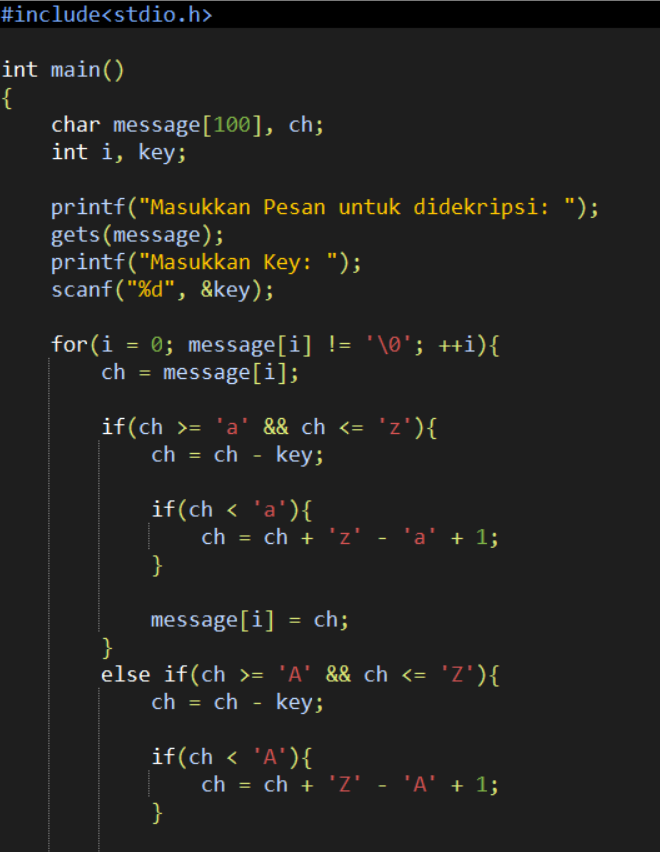 #include<stdio.h>
int main()
{
    char message[100], ch;
    int i, key;
    printf("Masukkan Pesan untuk didekripsi: ");
    gets(message);
    printf("Masukkan Key: ");
    scanf("%d", &key);
    for(i = 0; message[i] != '\0'; ++i){
        ch = message[i];
        if(ch >= 'a' && ch <= 'z'){
            ch = ch - key;
            if(ch < 'a'){
                ch = ch + 'z' - 'a' + 1;
            }
            message[i] = ch;
        }
        else if(ch >= 'A' && ch <= 'Z'){
            ch = ch - key;
            if(ch < 'A'){
                ch = ch + 'Z' - 'A' + 1;
            }